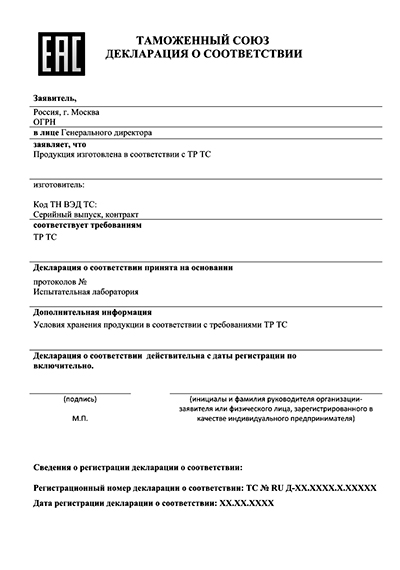 EAC
ТАМОЖЕННЫЙ СОЮЗ
ДЕКЛАРАЦИЯ О СООТВЕТСТВИИ
Заявитель,
Россия, г. Москва
ОГРН
в лице Генерального директора
заявляет, что
Продукция изготовлена в соответствии с ТР ТС
изготовитель:
Код ТН ВЭД ТС:
Серийный выпуск, контракт
соответствует требованиям
ТР ТС
Декларация о соответствии принята на основании
протоколов №
Испытательная лаборатория
Дополнительная информация
Условия хранения продукции в соответствии с требованиями ТР ТС
Декларация о соответствии действительна с даты регистрации по
включительно.
(подпись)
М.П.
(инициалы и фамилия руководителя организации-
заявителя или физического лица, зарегистрированного в
качестве индивидуального предпринимателя)
Сведения о регистрации декларации о соответствии:
Регистрационный номер декларации о соответствии: ТС № RU Д-XX.XXXX.X.XXXXX
Дата регистрации декларации о соответствии: XX.XX.XXXX